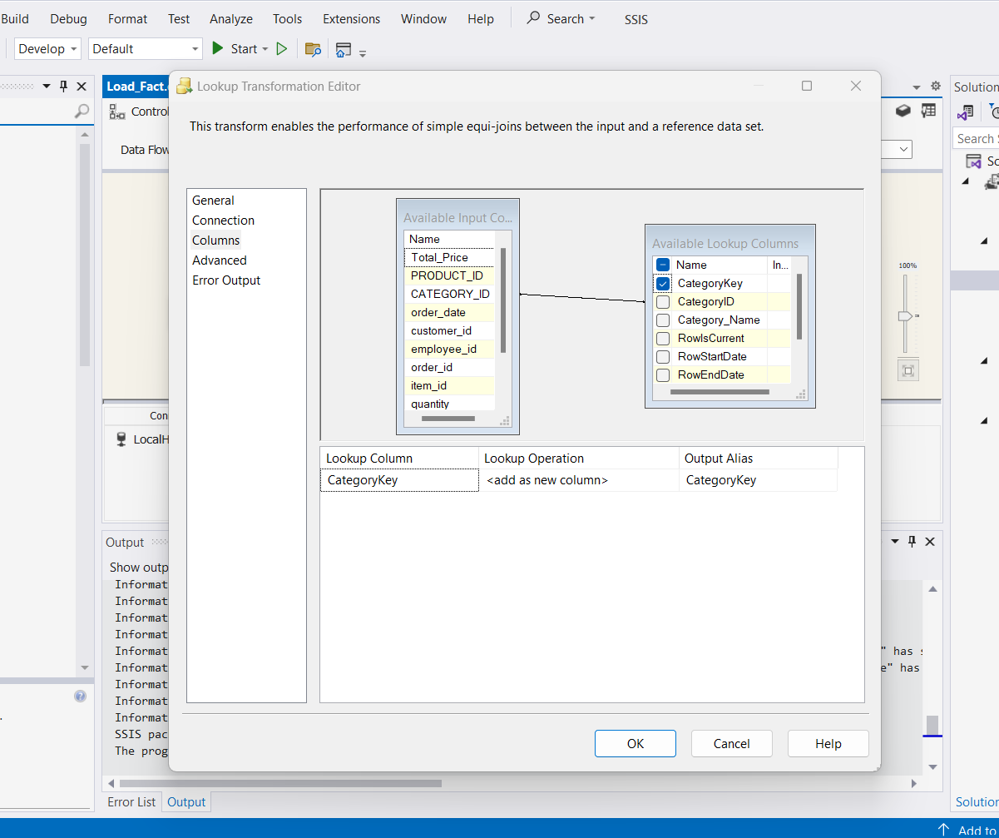 Build Debug Format Test Analyze Tools Extensions Window Help Search SSIS
Develop Default Start
Load_Fact.
Lookup Transformation Editor
Solution
Control
This transform enables the performance of simple equi-joins between the input and a reference data set.
Search
Data Flow
So
General
Connection
Columns
Advanced
Error Output
Available Input Co...
Name
Total_Price
PRODUCT_ID
CATEGORY_ID
order_date
customer_id
employee_id
order_id
item_id
quantity
Available Lookup Columns
Name In...
CategoryKey
CategoryID
Category_Name
RowIsCurrent
RowStartDate
RowEndDate
100%
Con
LocalH
Lookup Column Lookup Operation Output Alias
CategoryKey <add as new column> CategoryKey
Output
Show outp
Informat
Informat
Informat
Informat
Informat
" has s
Informat
e" has
Informat
Informat
Informat
SSIS pac
The prog
OK Cancel Help
Error List Output
Solution
Add to